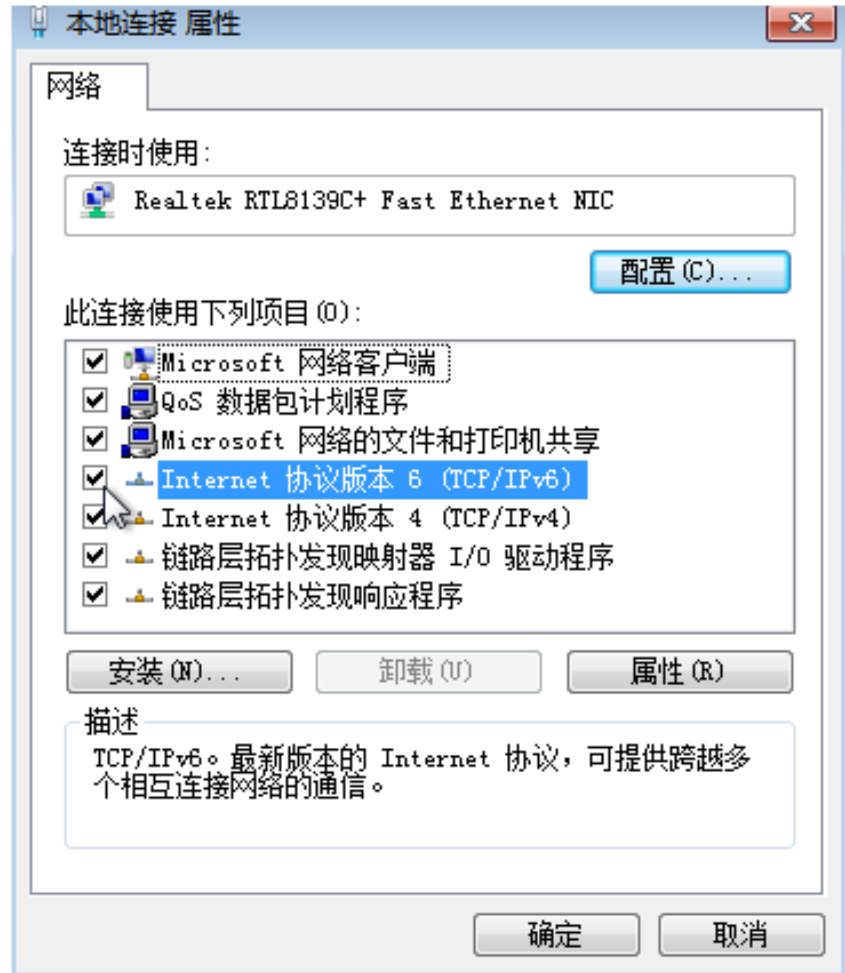 本地连接 属性
网络
连接时使用:
Realtek RTL8139C+ Fast Ethernet NIC
配置(C)...
此连接使用下列项目(O):
Microsoft 网络客户端
QoS 数据包计划程序
Microsoft 网络的文件和打印机共享
Internet 协议版本 6 (TCP/IPv6)
Internet 协议版本 4 (TCP/IPv4)
链路层拓扑发现映射器 I/O 驱动程序
链路层拓扑发现响应程序
安装(N)...
卸载(U)
属性(R)
描述
TCP/IPv6。最新版本的 Internet 协议，可提供跨越多
个相互连接网络的通信。
确定
取消